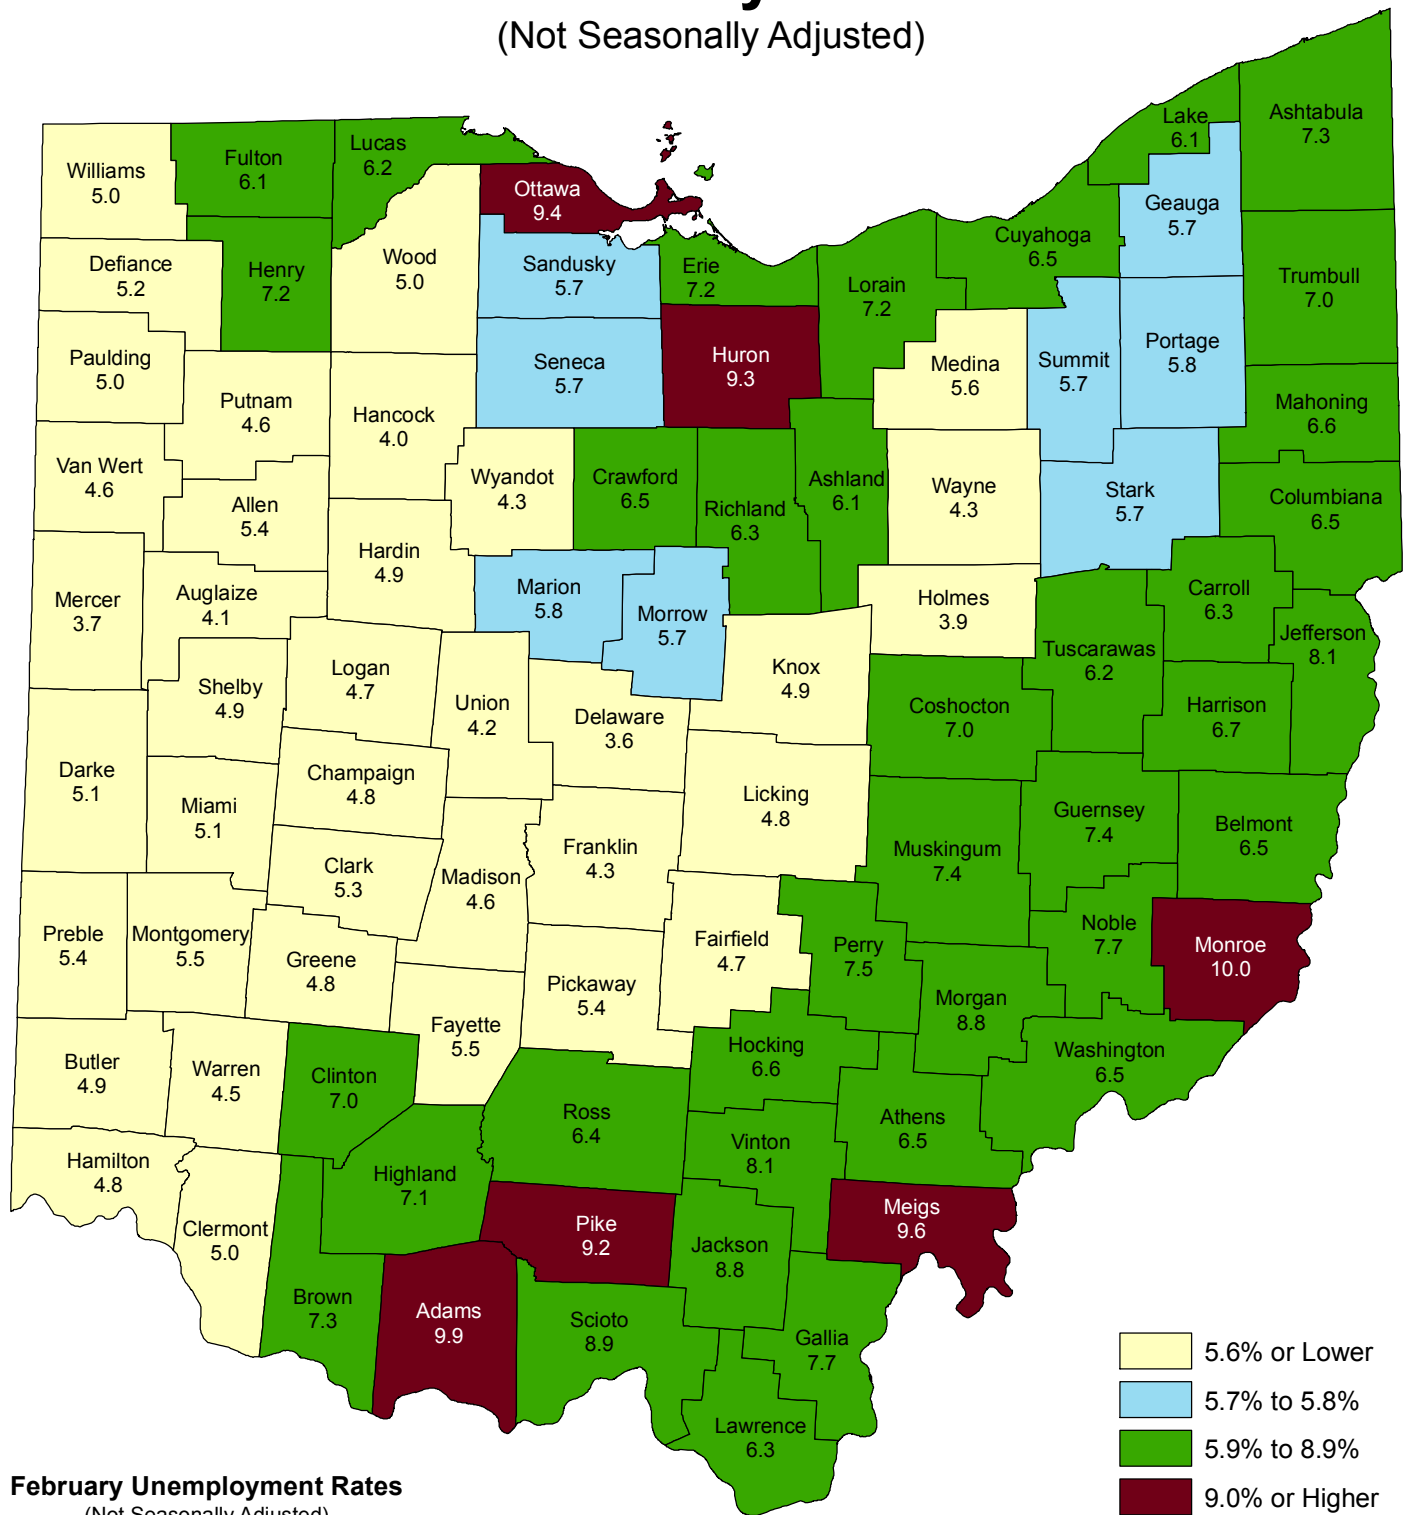 (Not Seasonally Adjusted)
Williams
5.0
Fulton
6.1
Lucas
6.2
Ottawa
9.4
Lake
6.1
Ashtabula
7.3
Geauga
5.7
Cuyahoga
6.5
Defiance
5.2
Henry
7.2
Wood
5.0
Sandusky
5.7
Erie
7.2
Lorain
7.2
Trumbull
7.0
Paulding
5.0
Putnam
4.6
Hancock
4.0
Seneca
5.7
Huron
9.3
Medina
5.6
Summit
5.7
Portage
5.8
Mahoning
6.6
Van Wert
4.6
Allen
5.4
Wyandot
4.3
Crawford
6.5
Richland
6.3
Ashland
6.1
Wayne
4.3
Stark
5.7
Columbiana
6.5
Mercer
3.7
Auglaize
4.1
Hardin
4.9
Marion
5.8
Morrow
5.7
Holmes
3.9
Carroll
6.3
Jefferson
8.1
Tuscarawas
6.2
Shelby
4.9
Logan
4.7
Union
4.2
Delaware
3.6
Knox
4.9
Coshocton
7.0
Harrison
6.7
Darke
5.1
Miami
5.1
Champaign
4.8
Licking
4.8
Guernsey
7.4
Belmont
6.5
Clark
5.3
Madison
4.6
Franklin
4.3
Muskingum
7.4
Preble
5.4
Montgomery
5.5
Greene
4.8
Fairfield
4.7
Perry
7.5
Noble
7.7
Monroe
10.0
Pickaway
5.4
Morgan
8.8
Fayette
5.5
Hocking
6.6
Washington
6.5
Butler
4.9
Warren
4.5
Clinton
7.0
Ross
6.4
Vinton
8.1
Athens
6.5
Hamilton
4.8
Clermont
5.0
Highland
7.1
Pike
9.2
Jackson
8.8
Meigs
9.6
Brown
7.3
Adams
9.9
Scioto
8.9
Gallia
7.7
Lawrence
6.3
5.6% or Lower
5.7% to 5.8%
5.9% to 8.9%
9.0% or Higher
February Unemployment Rates
(Not Seasonally Adjusted)